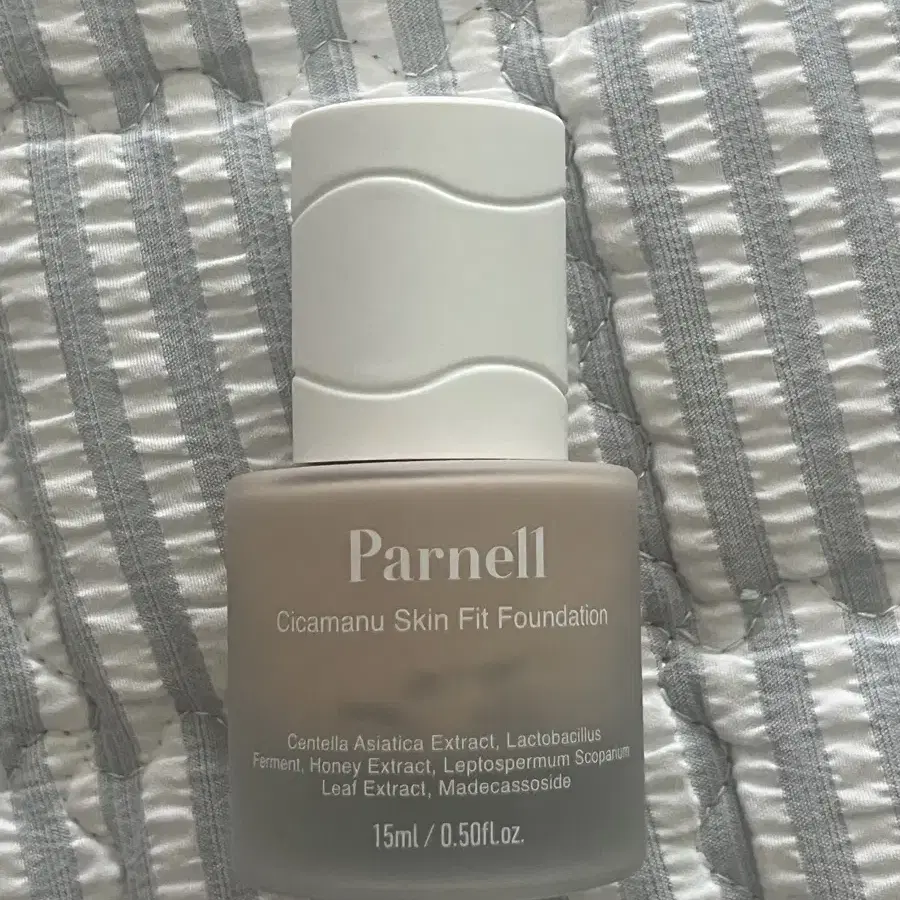 Parnell
Cicamanu Skin Fit Foundation
Centella Asiatica Extract, Lactobacillus
Ferment, Honey Extract, Leptospermum Scoparium
Leaf Extract, Madecassoside
15ml / 0.50fl.oz.